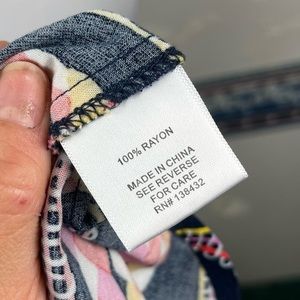 100% RAYON
MADE IN CHINA
SEE REVERSE
FOR CARE
RN# 138432